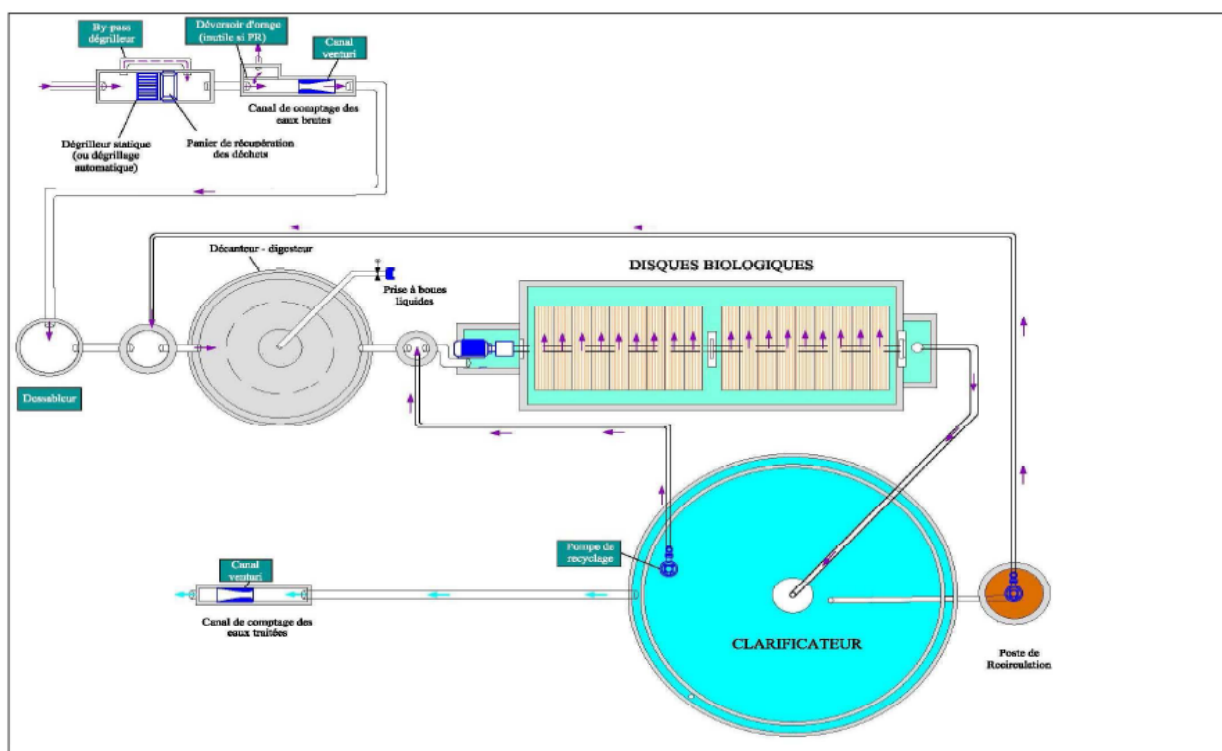 By-pass
dégrilleur
Déversoir d'orage
(inutile si PR)
Canal
venturi
Canal de comptage des
eaux brutes
Dégrilleur statique
(ou dégrillage
automatique)
Panier de récupération
des déchets
Décanteur - digesteur
Prise à boues
liquides
DISQUES BIOLOGIQUES
Dessableur
Pompe de
recyclage
Canal
venturi
Canal de comptage des
eaux traitées
CLARIFICATEUR
Poste de
Recirculation